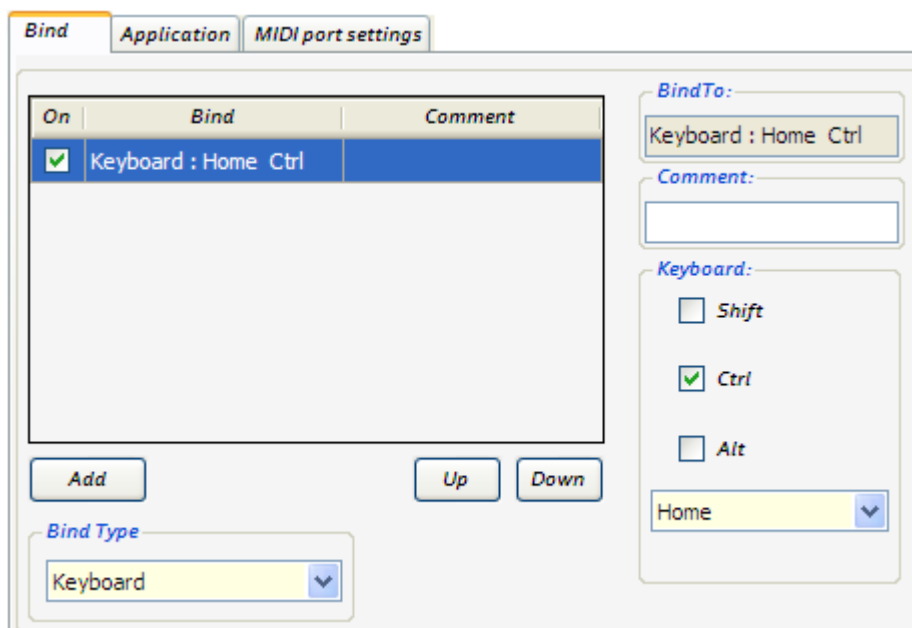 Bind Application MIDI port settings
On Bind Comment
Keyboard : Home Ctrl
BindTo:
Keyboard : Home Ctrl
Comment:
Keyboard:
Shift
Ctrl
Alt
Home
Add Up Down
Bind Type
Keyboard